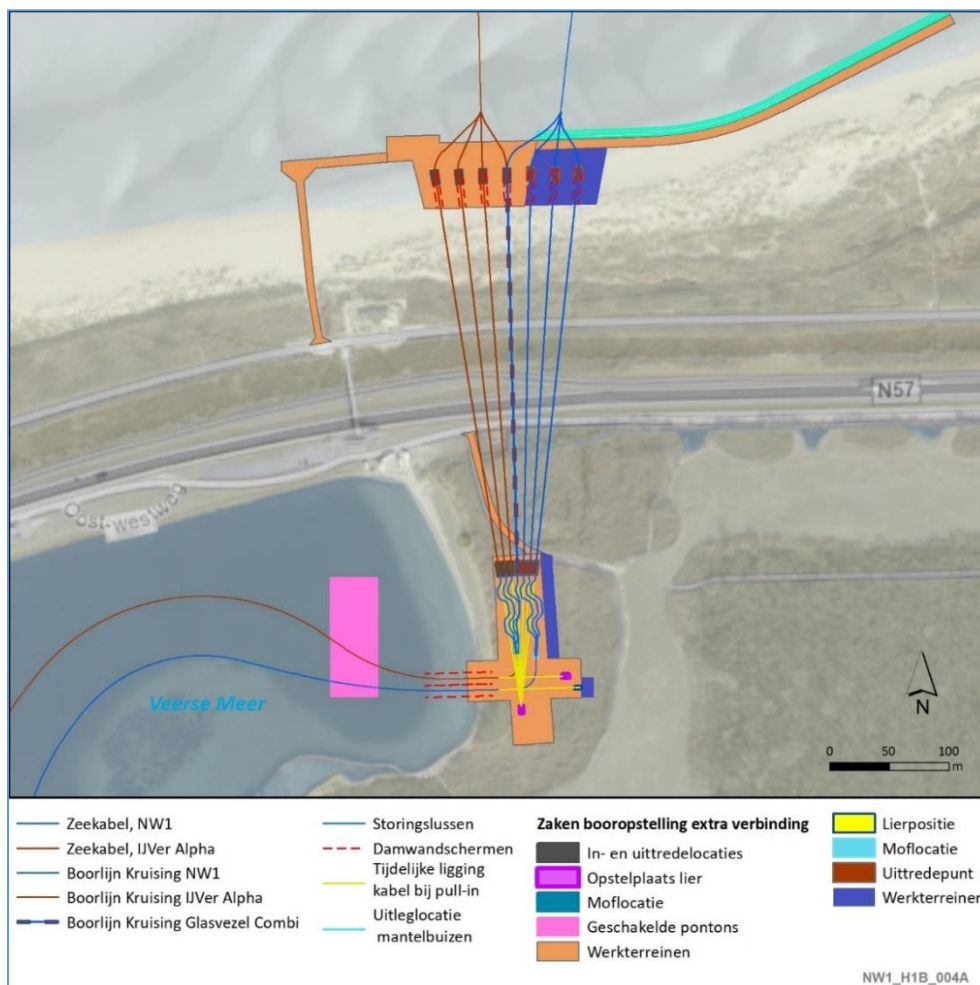 N57
Oost-westweg
Veerse Meer
N
0 50 100
m
Zeekabel, NW1
Zeekabel, IJVer Alpha
Boorlijn Kruising NW1
Boorlijn Kruising IJVer Alpha
Boorlijn Kruising Glasvezel Combi
Storingslussen
Damwandschermen
Tijdelijke ligging
kabel bij pull-in
Uitleglocatie
mantelbuizen
Zaken booropstelling extra verbinding
In- en uittredelocaties
Opstelplaats lier
Moflocatie
Geschakelde pontons
Werkterreinen
Lierpositie
Moflocatie
Uittredepunt
Werkterreinen
NW1_H1B_004A